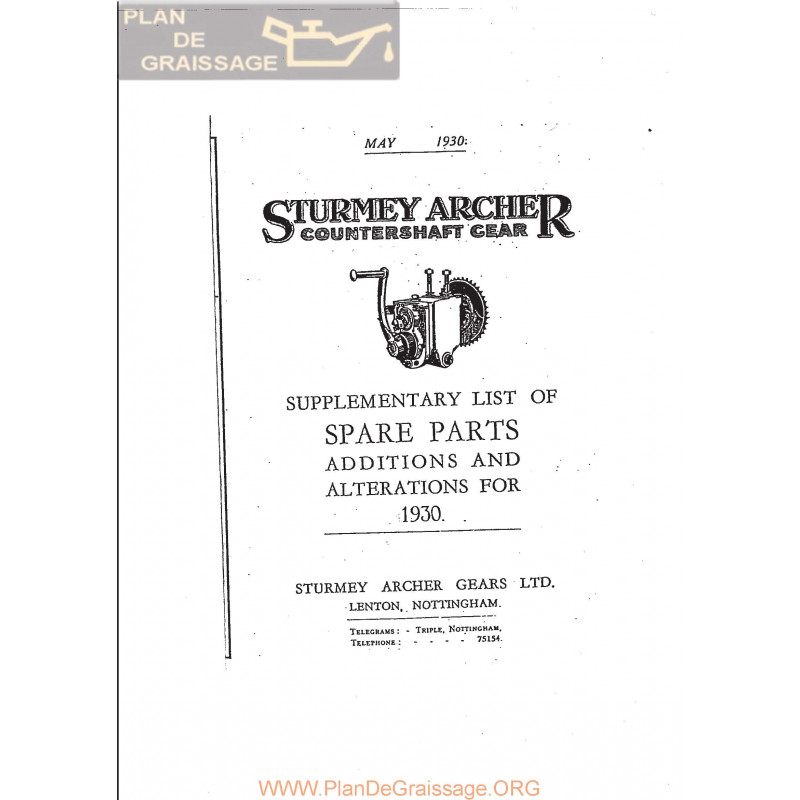 PLAN
DE
GRAISSAGE
MAY 1930.
STURMEY ARCHER
COUNTERSHAFT GEAR
SUPPLEMENTARY LIST OF
SPARE PARTS
ADDITIONS AND
ALTERATIONS FOR
1930.
STURMEY ARCHER GEARS LTD.
LENTON, NOTTINGHAM.
TELEGRAMS: - TRIPLE, NOTTINGHAM,
TELEPHONE: - - - - 75154.
WWW.PlanDeGraissage.ORG